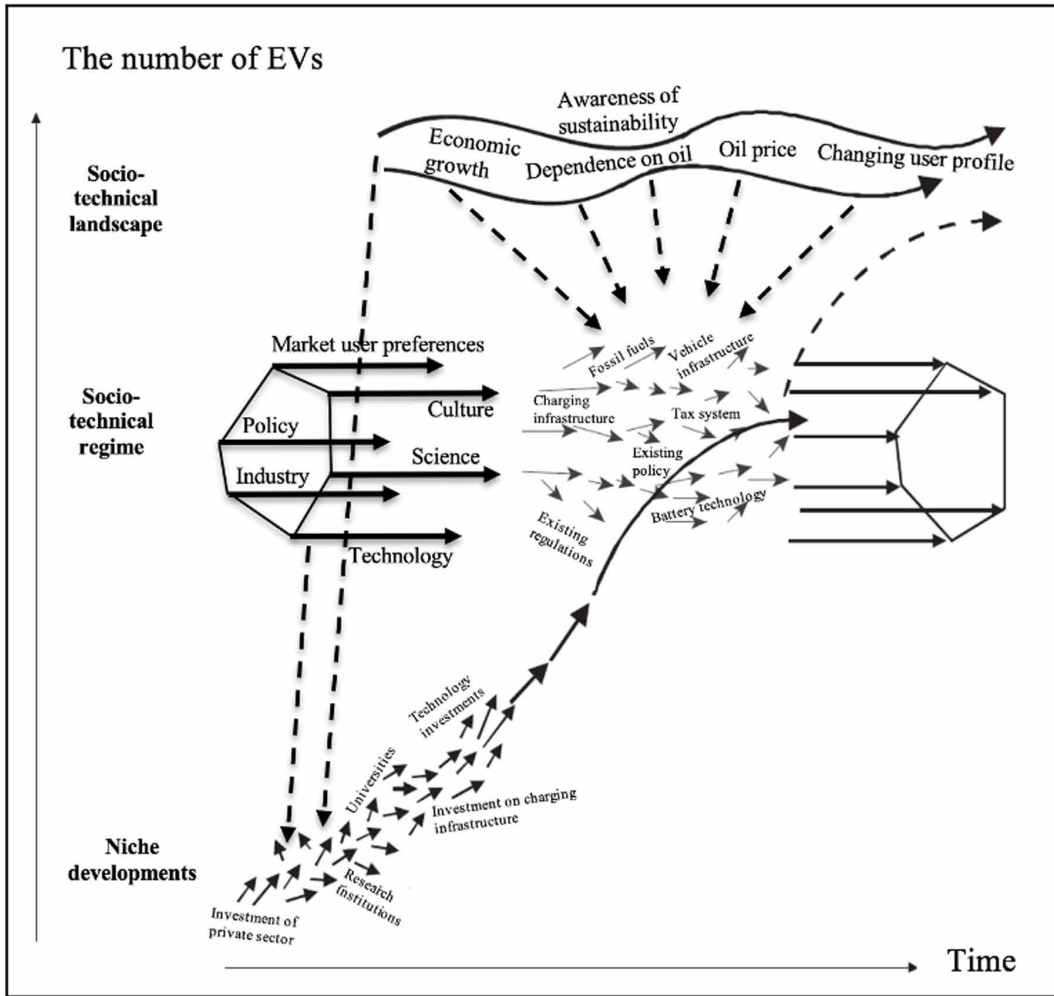 The number of EVs
Awareness of
sustainability
Economic
growth
Dependence on oil
Oil price
Changing user profile
Socio-
technical
landscape
Market user preferences
Culture
Policy
Science
Industry
Technology
Socio-
technical
regime
Fossil fuels
Vehicle
infrastructure
Charging
infrastructure
Tax system
Existing
policy
Battery technology
Existing
regulations
Technology
investments
Universities
Investment on charging
infrastructure
Niche
developments
Research
Institutions
Investment of
private sector
Time